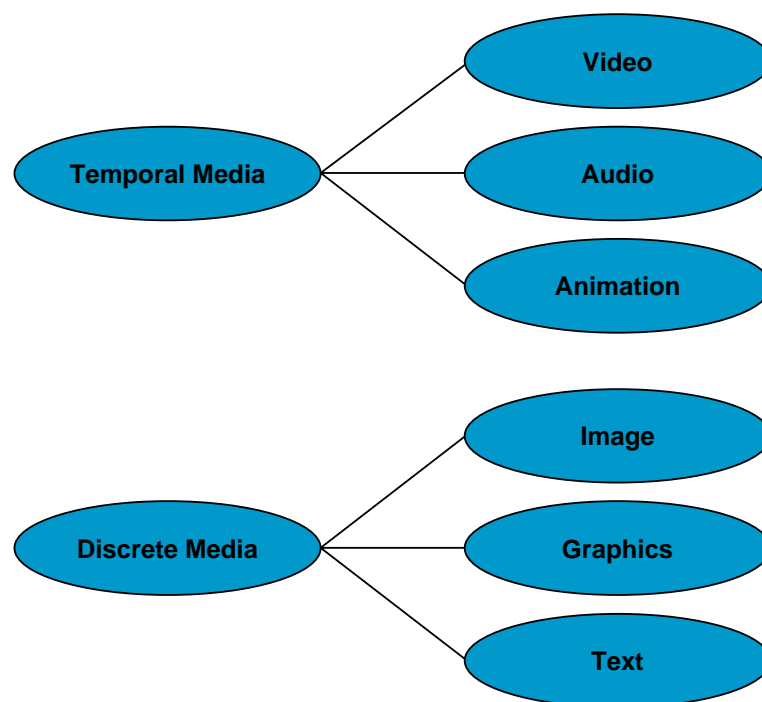 Video
Temporal Media
Audio
Animation
Image
Discrete Media
Graphics
Text